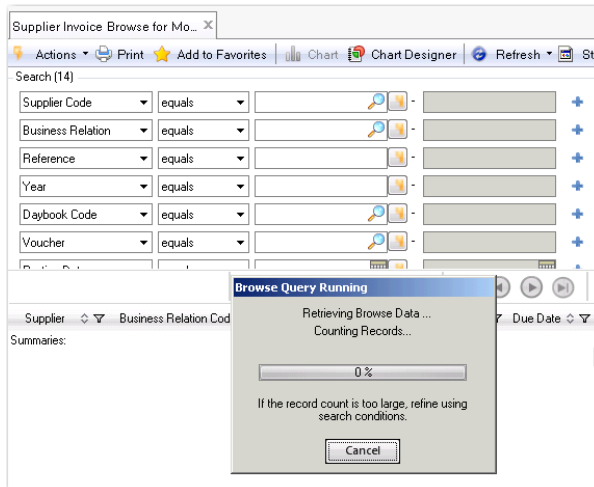 Supplier Invoice Browse for Mo...
Actions Print Add to Favorites Chart Chart Designer Refresh St
Search (14)
Supplier Code equals -
Business Relation equals -
Reference equals -
Year equals -
Daybook Code equals -
Voucher equals -
Browse Query Running
Retrieving Browse Data ...
Counting Records...
0 %
If the record count is too large, refine using
search conditions.
Cancel
Supplier Business Relation Cod Due Date
Summaries: